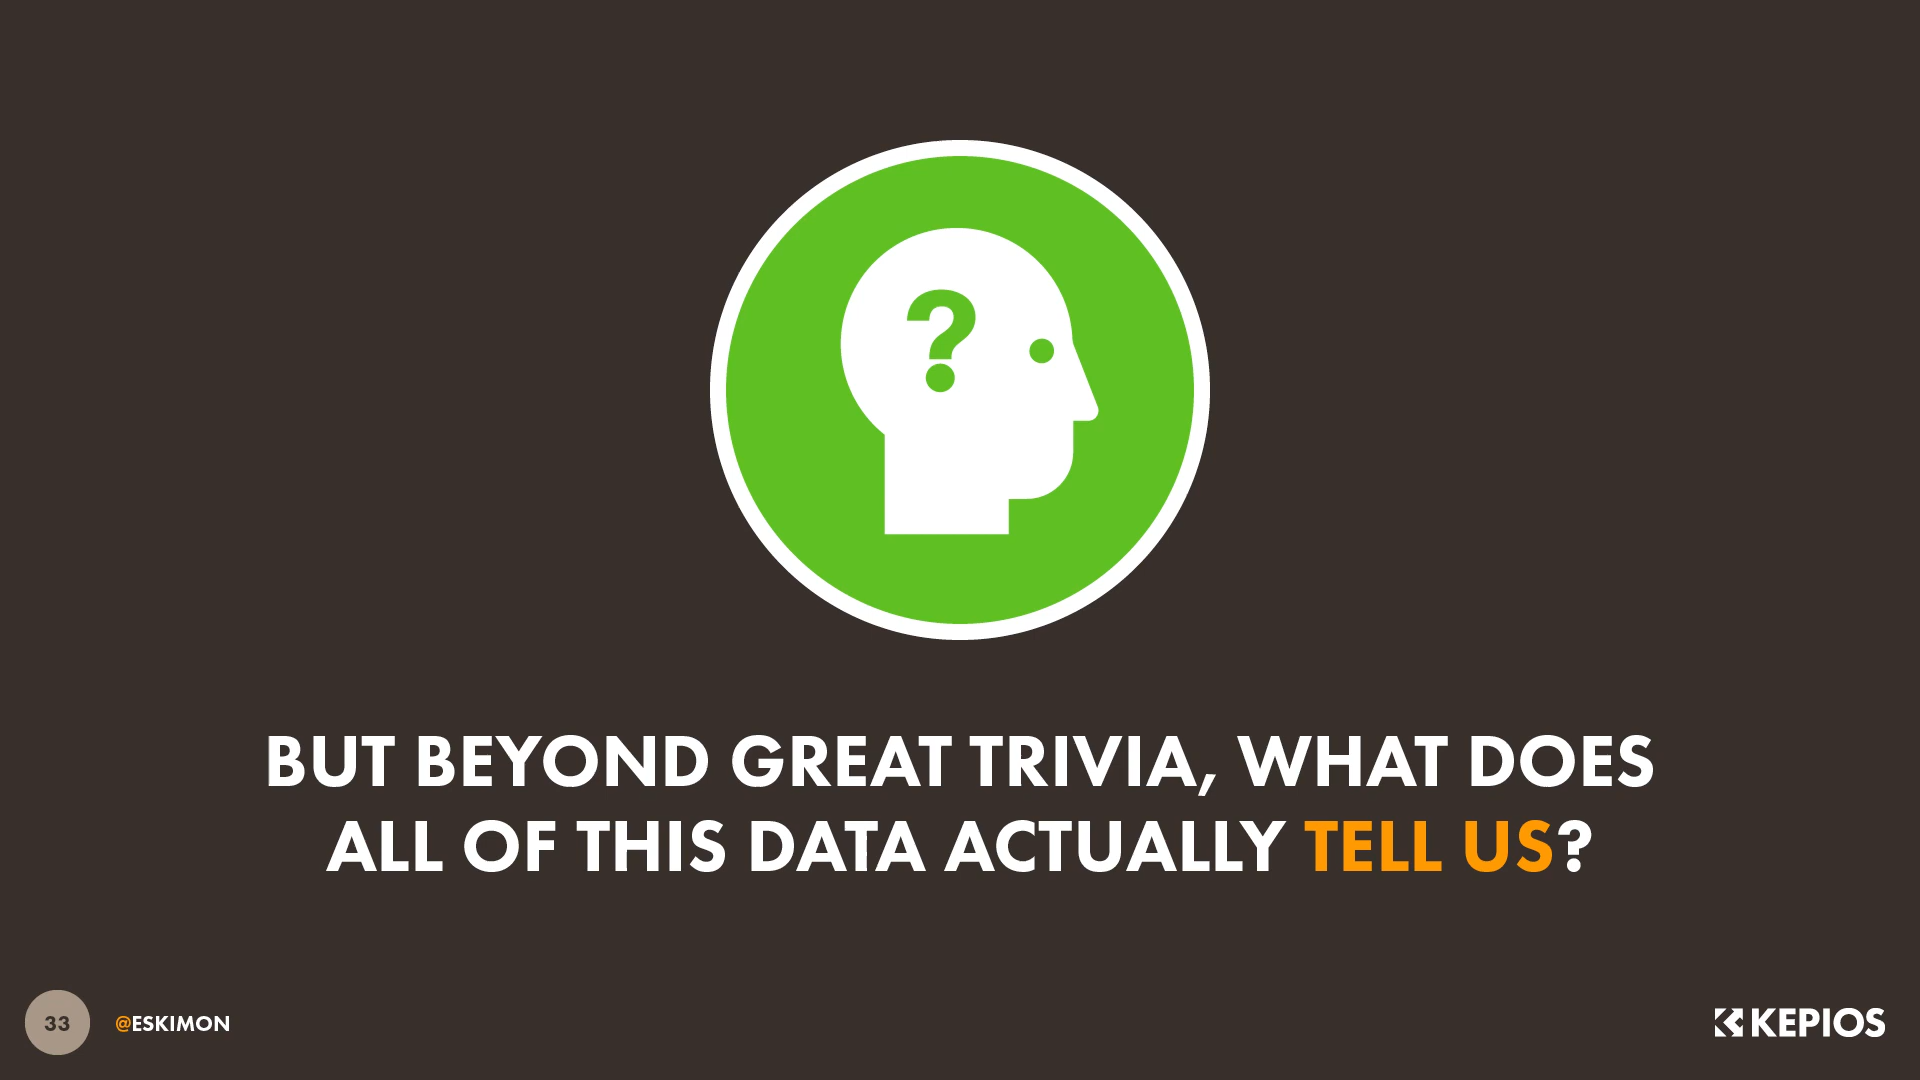 ?
BUT BEYOND GREAT TRIVIA, WHAT DOES
ALL OF THIS DATA ACTUALLY TELL US?
33
@ESKIMON
KEPIOS